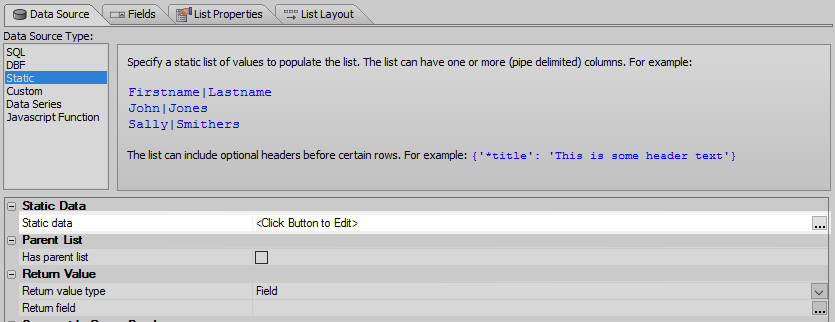 Data Source Fields List Properties List Layout
Data Source Type:
SQL
DBF
Static
Custom
Data Series
Javascript Function
Specify a static list of values to populate the list. The list can have one or more (pipe delimited) columns. For example:
Firstname|Lastname
John|Jones
Sally|Smithers
The list can include optional headers before certain rows. For example: {'*title': 'This is some header text'}
Static Data
Static data <Click Button to Edit> ...
Parent List
Has parent list
Return Value
Return value type Field
Return field ...